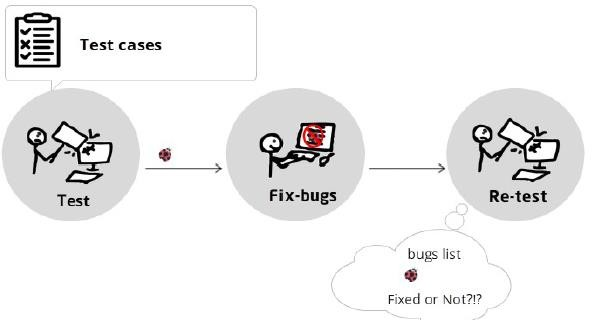 Test cases
Test
Fix-bugs
Re-test
bugs list
Fixed or Not?!?